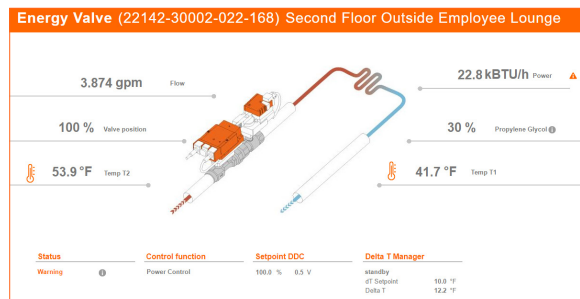 Energy Valve (22142-30002-022-168) Second Floor Outside Employee Lounge
3.874 gpm Flow
22.8 kBTU/h Power
100 % Valve position
30 % Propylene Glycol
53.9 °F Temp T2
41.7 °F Temp T1
Status Control function Setpoint DDC Delta T Manager
Warning Power Control 100.0 % 0.5 V standby
dT Setpoint 10.0 °F
Delta T 12.2 °F